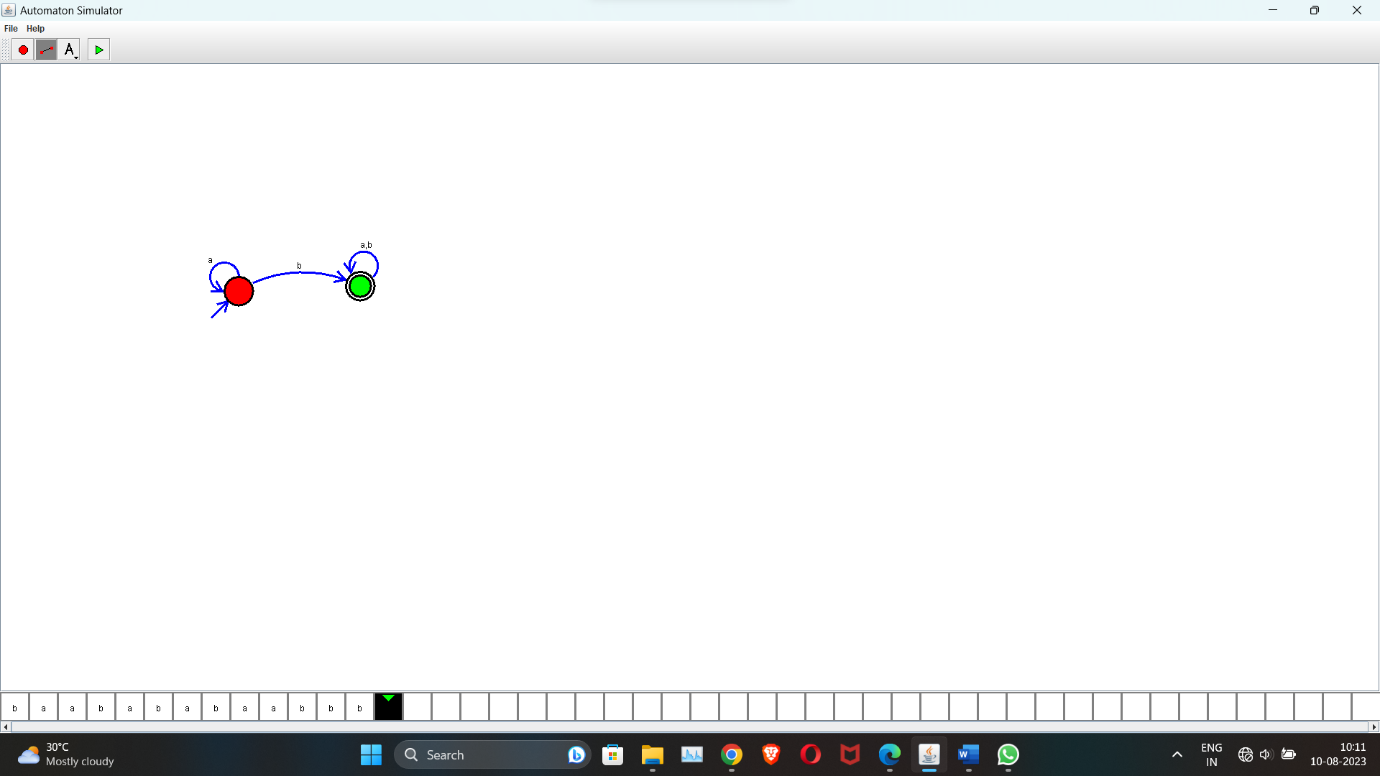 Automaton Simulator
File Help
A
a,b
a
b
b a a b a b a b a a b b b
30°C
Mostly cloudy
Search
ENG
IN
10:11
10-08-2023